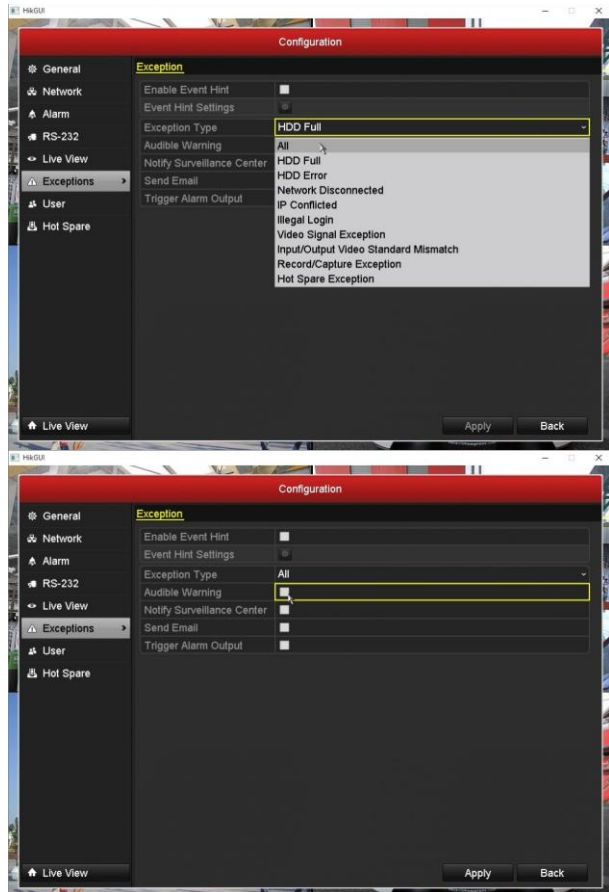 HikGUI
Configuration
General
Network
Alarm
RS-232
Live View
Exceptions
User
Hot Spare
Live View
Exception
Enable Event Hint
Event Hint Settings
Exception Type HDD Full
Audible Warning
Notify Surveillance Center
Send Email
Trigger Alarm Output
All
HDD Full
HDD Error
Network Disconnected
IP Conflicted
Illegal Login
Video Signal Exception
Input/Output Video Standard Mismatch
Record/Capture Exception
Hot Spare Exception
Apply Back
HikGUI
Configuration
General
Network
Alarm
RS-232
Live View
Exceptions
User
Hot Spare
Live View
Exception
Enable Event Hint
Event Hint Settings
Exception Type All
Audible Warning
Notify Surveillance Center
Send Email
Trigger Alarm Output
Apply Back